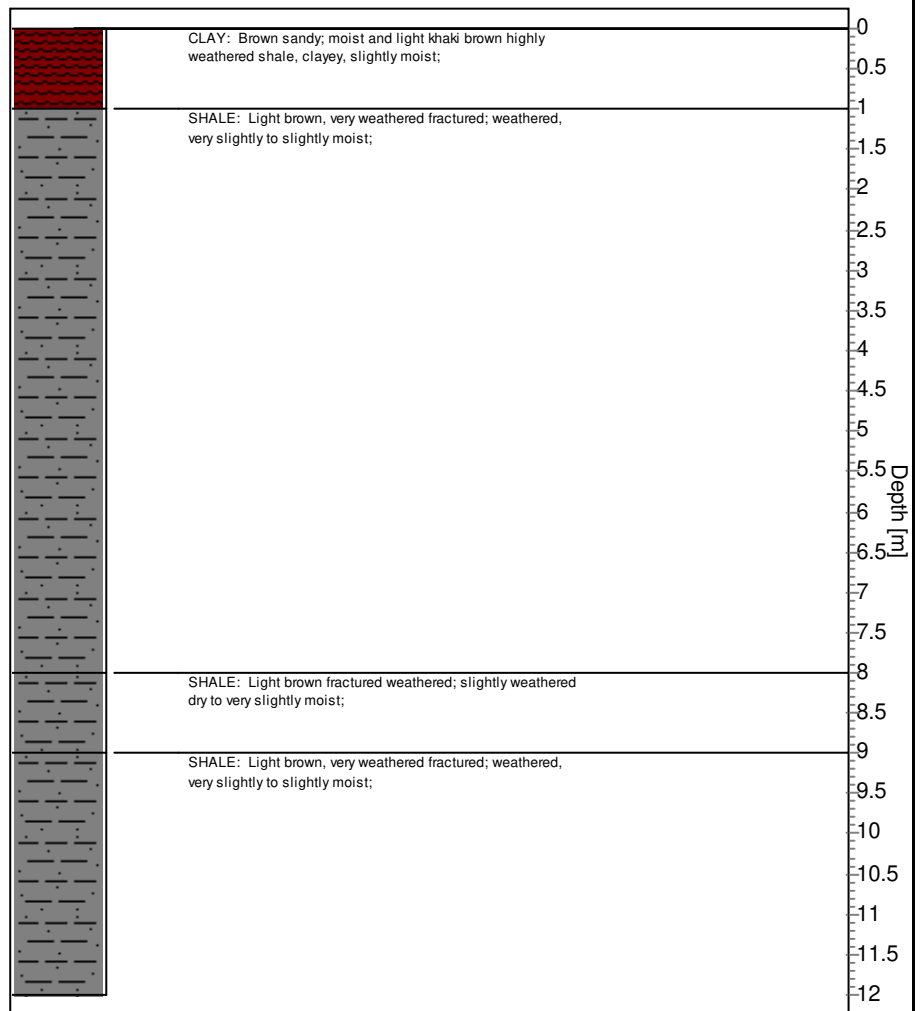 CLAY: Brown sandy; moist and light khaki brown highly
weathered shale, clayey, slightly moist;
SHALE: Light brown, very weathered fractured; weathered,
very slightly to slightly moist;
SHALE: Light brown fractured weathered; slightly weathered
dry to very slightly moist;
SHALE: Light brown, very weathered fractured; weathered,
very slightly to slightly moist;
0
0.5
1
1.5
2
2.5
3
3.5
4
4.5
5
5.5
6
6.5
7
7.5
8
8.5
9
9.5
10
10.5
11
11.5
12
Depth [m]